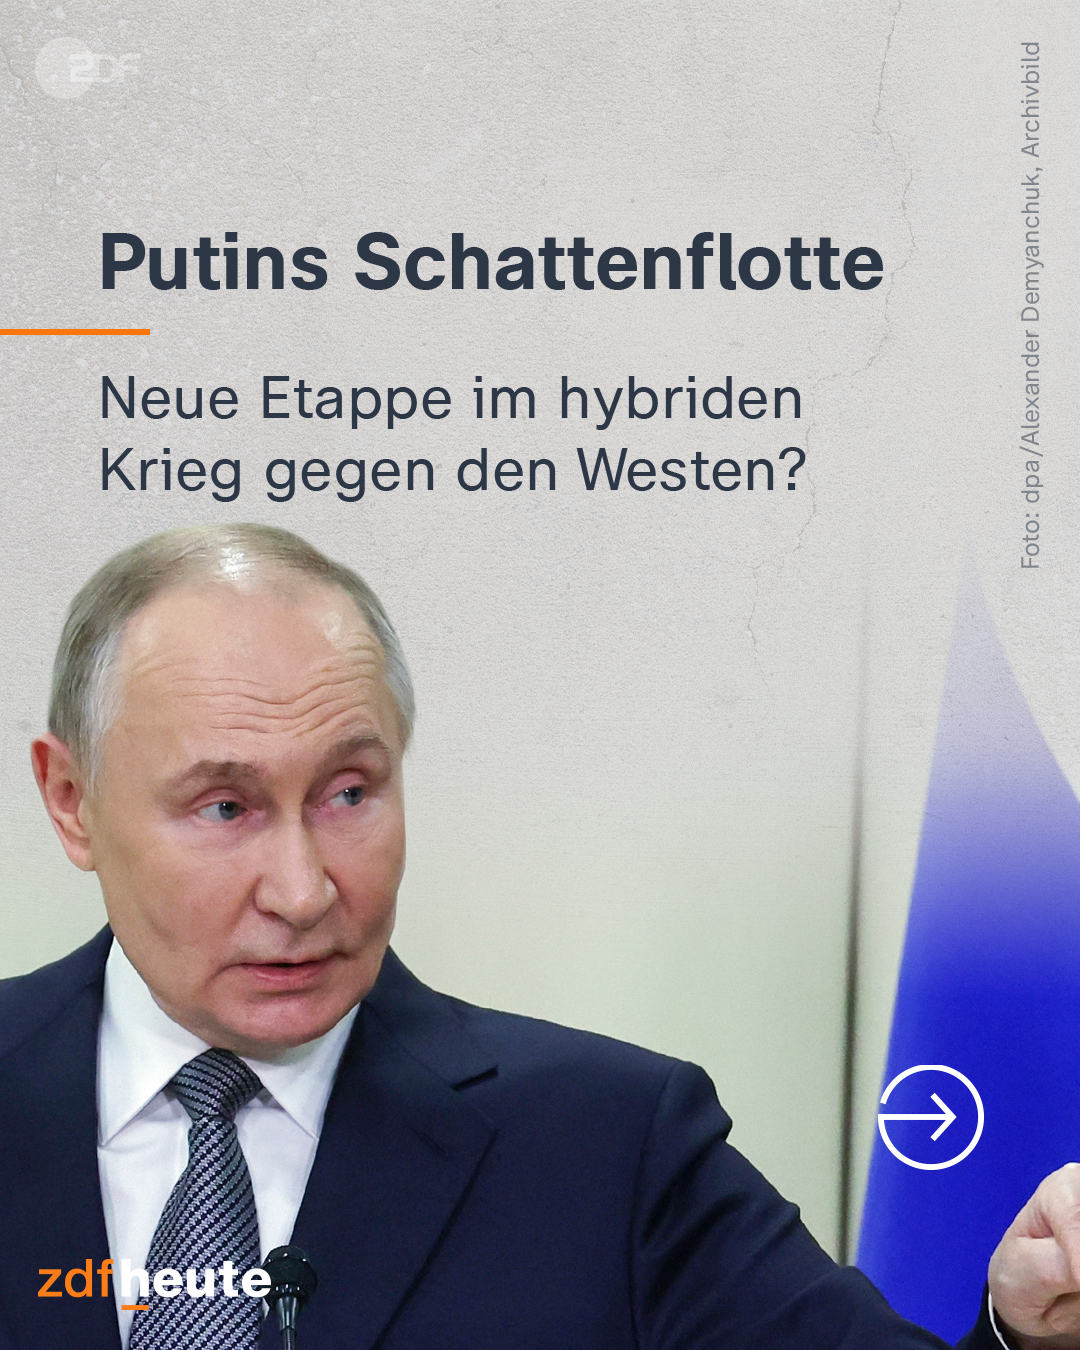 ZDF
Putins Schattenflotte
Neue Etappe im hybriden
Krieg gegen den Westen?
Foto: dpa/Alexander Demyanchuk, Archivbild
zdfheute